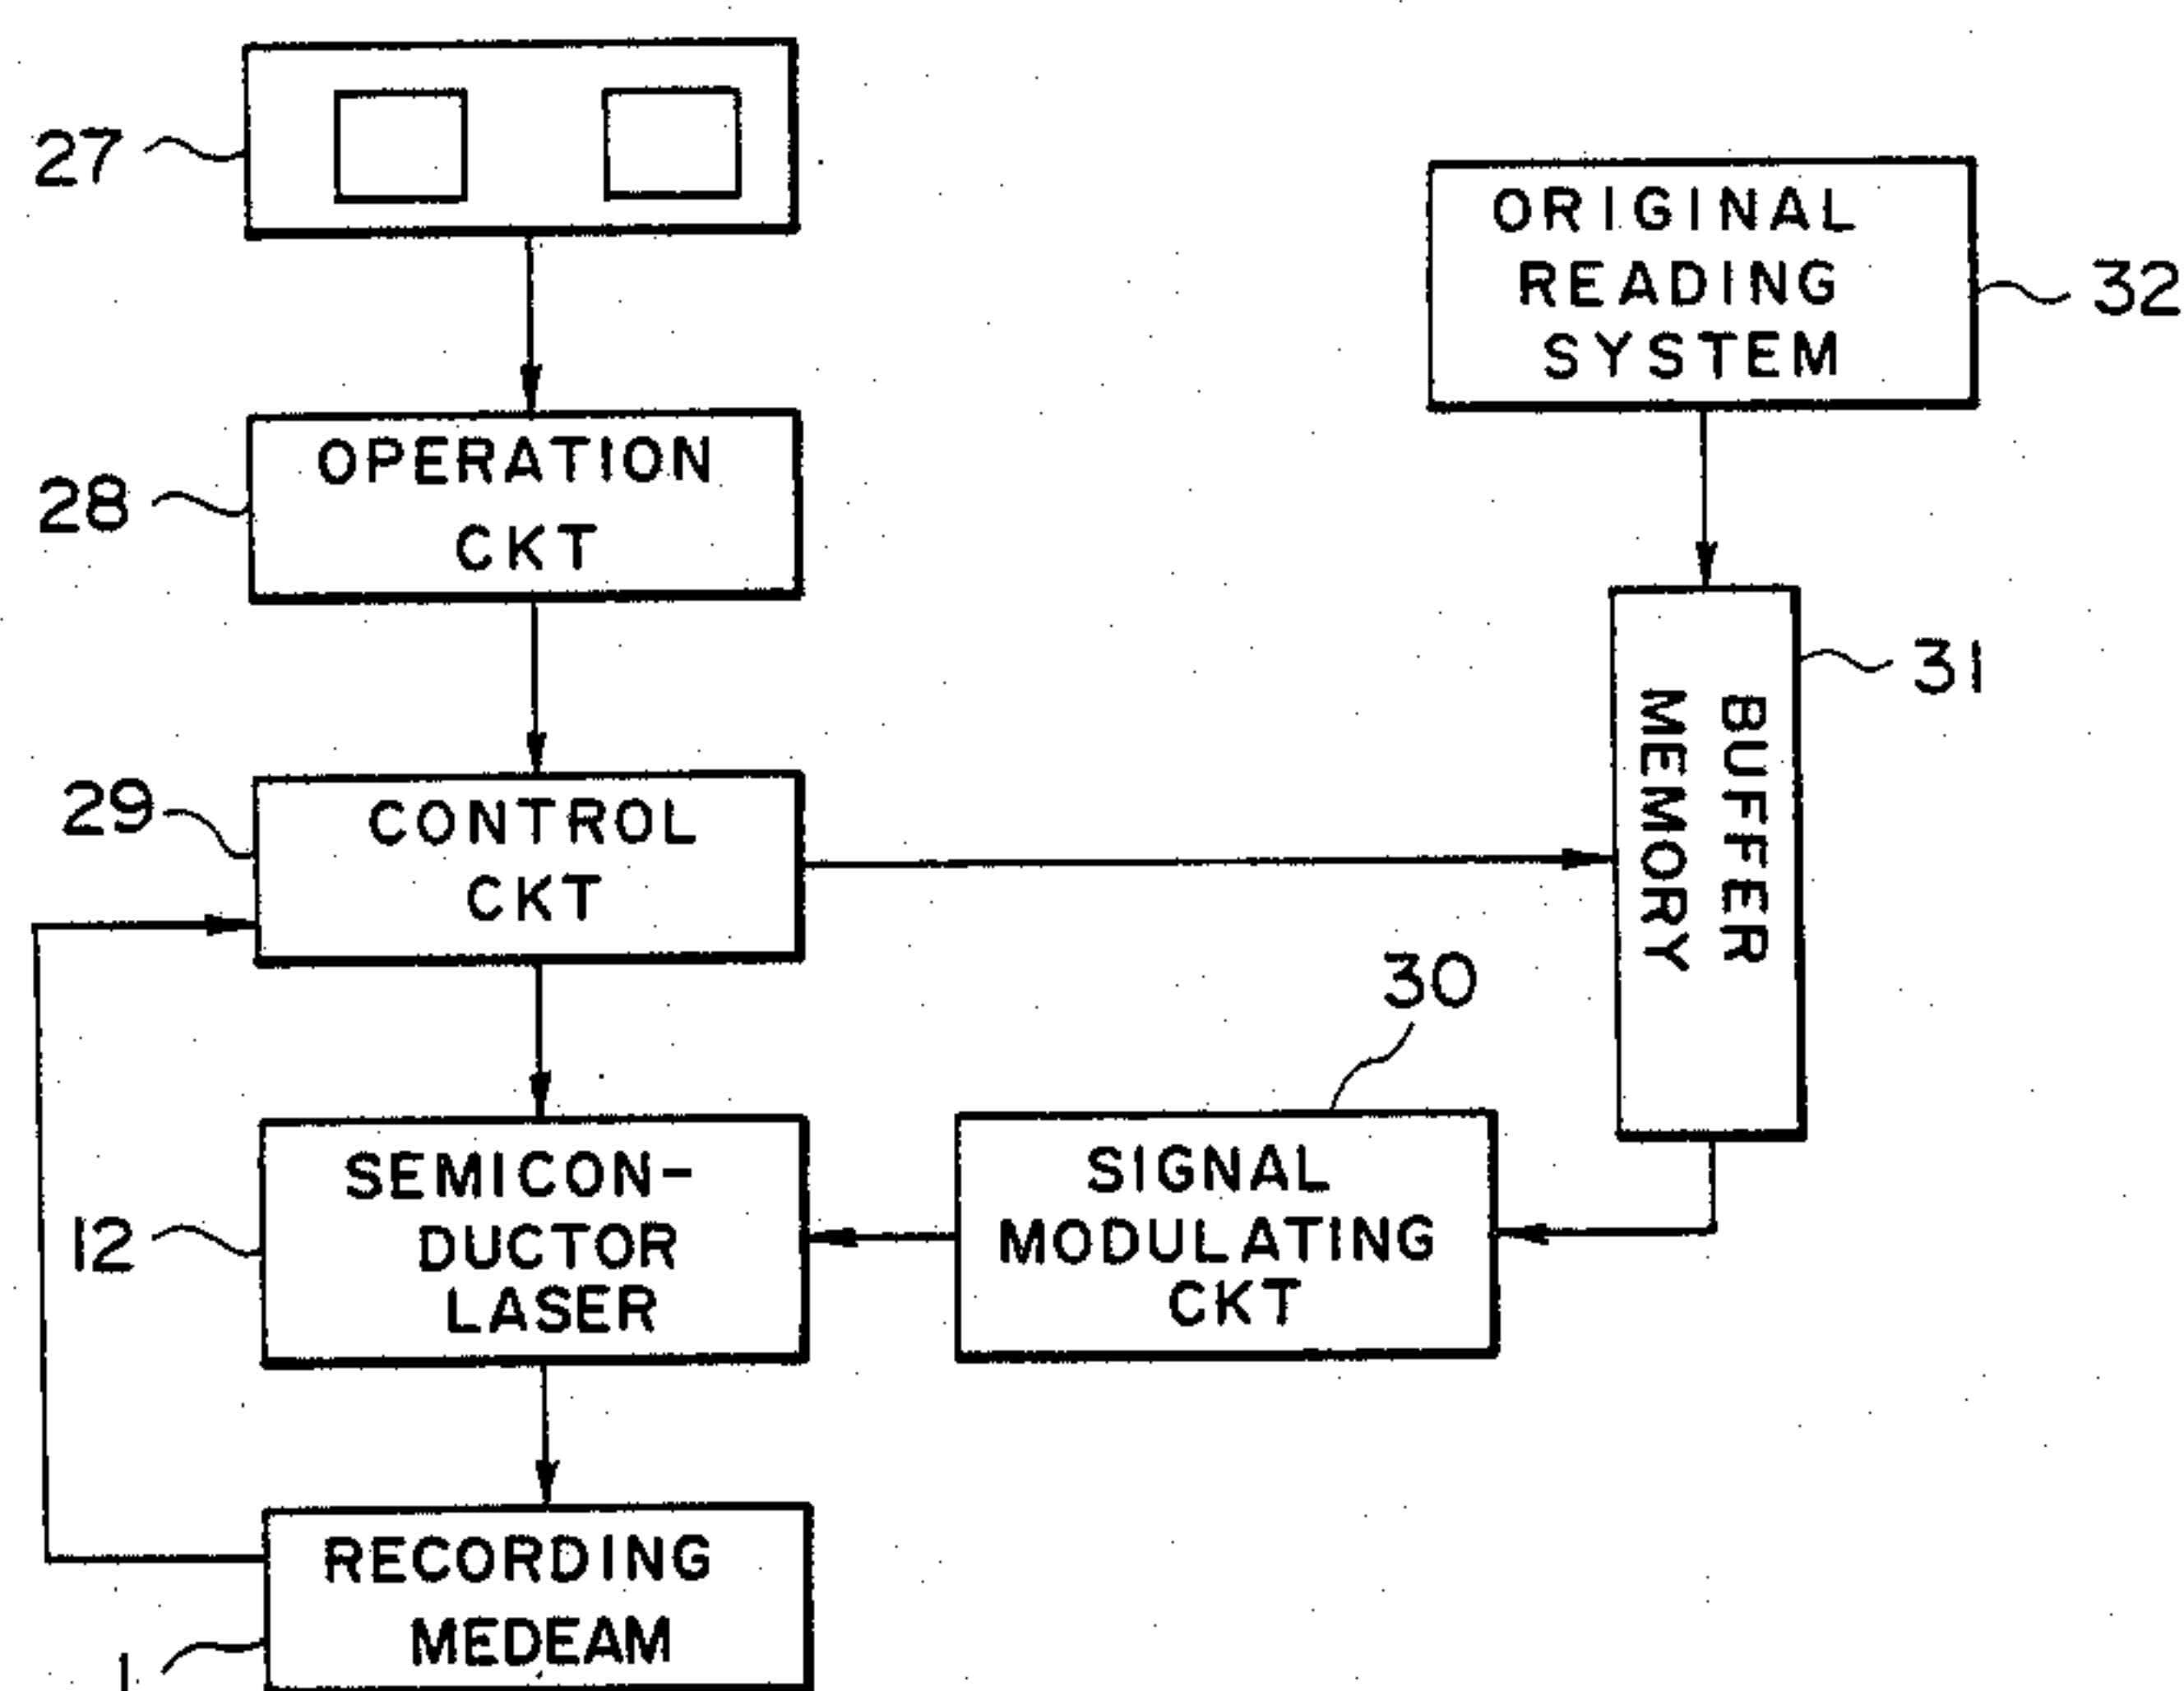 27
OPERATION
CKT
28
CONTROL
CKT
29
SEMICON-
DUCTOR
LASER
12
RECORDING
MEDEAM
1
ORIGINAL
READING
SYSTEM
32
BUFFER
MEMORY
31
30
SIGNAL
MODULATING
CKT